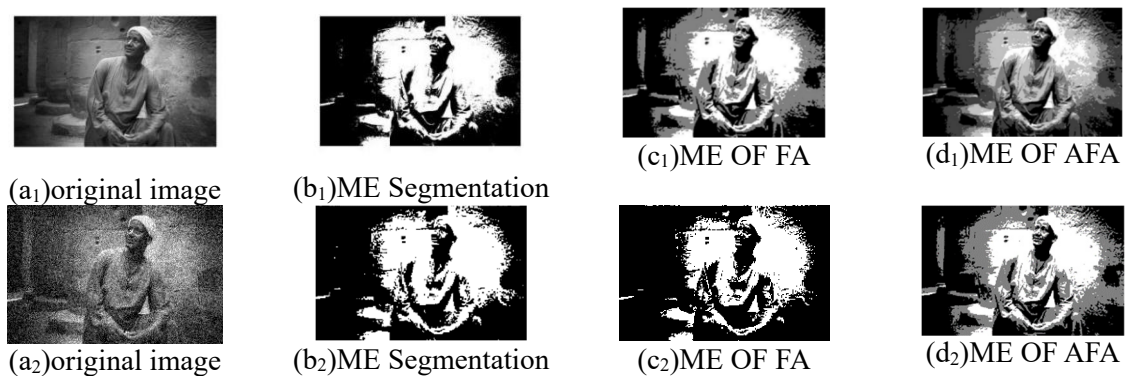 (a₁)original image
(b₁)ME Segmentation
(c₁)ME OF FA
(d₁)ME OF AFA
(a₂)original image
(b₂)ME Segmentation
(c₂)ME OF FA
(d₂)ME OF AFA